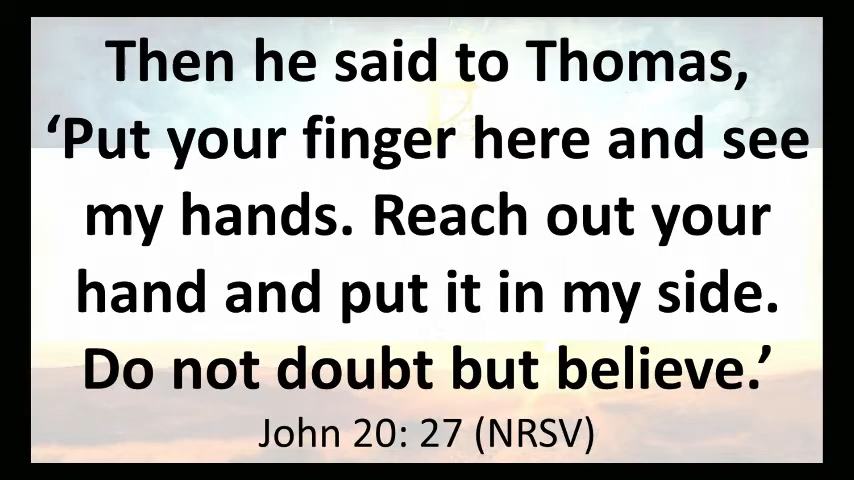 Then he said to Thomas,
‘Put your finger here and see
my hands. Reach out your
hand and put it in my side.
Do not doubt but believe.’
John 20: 27 (NRSV)